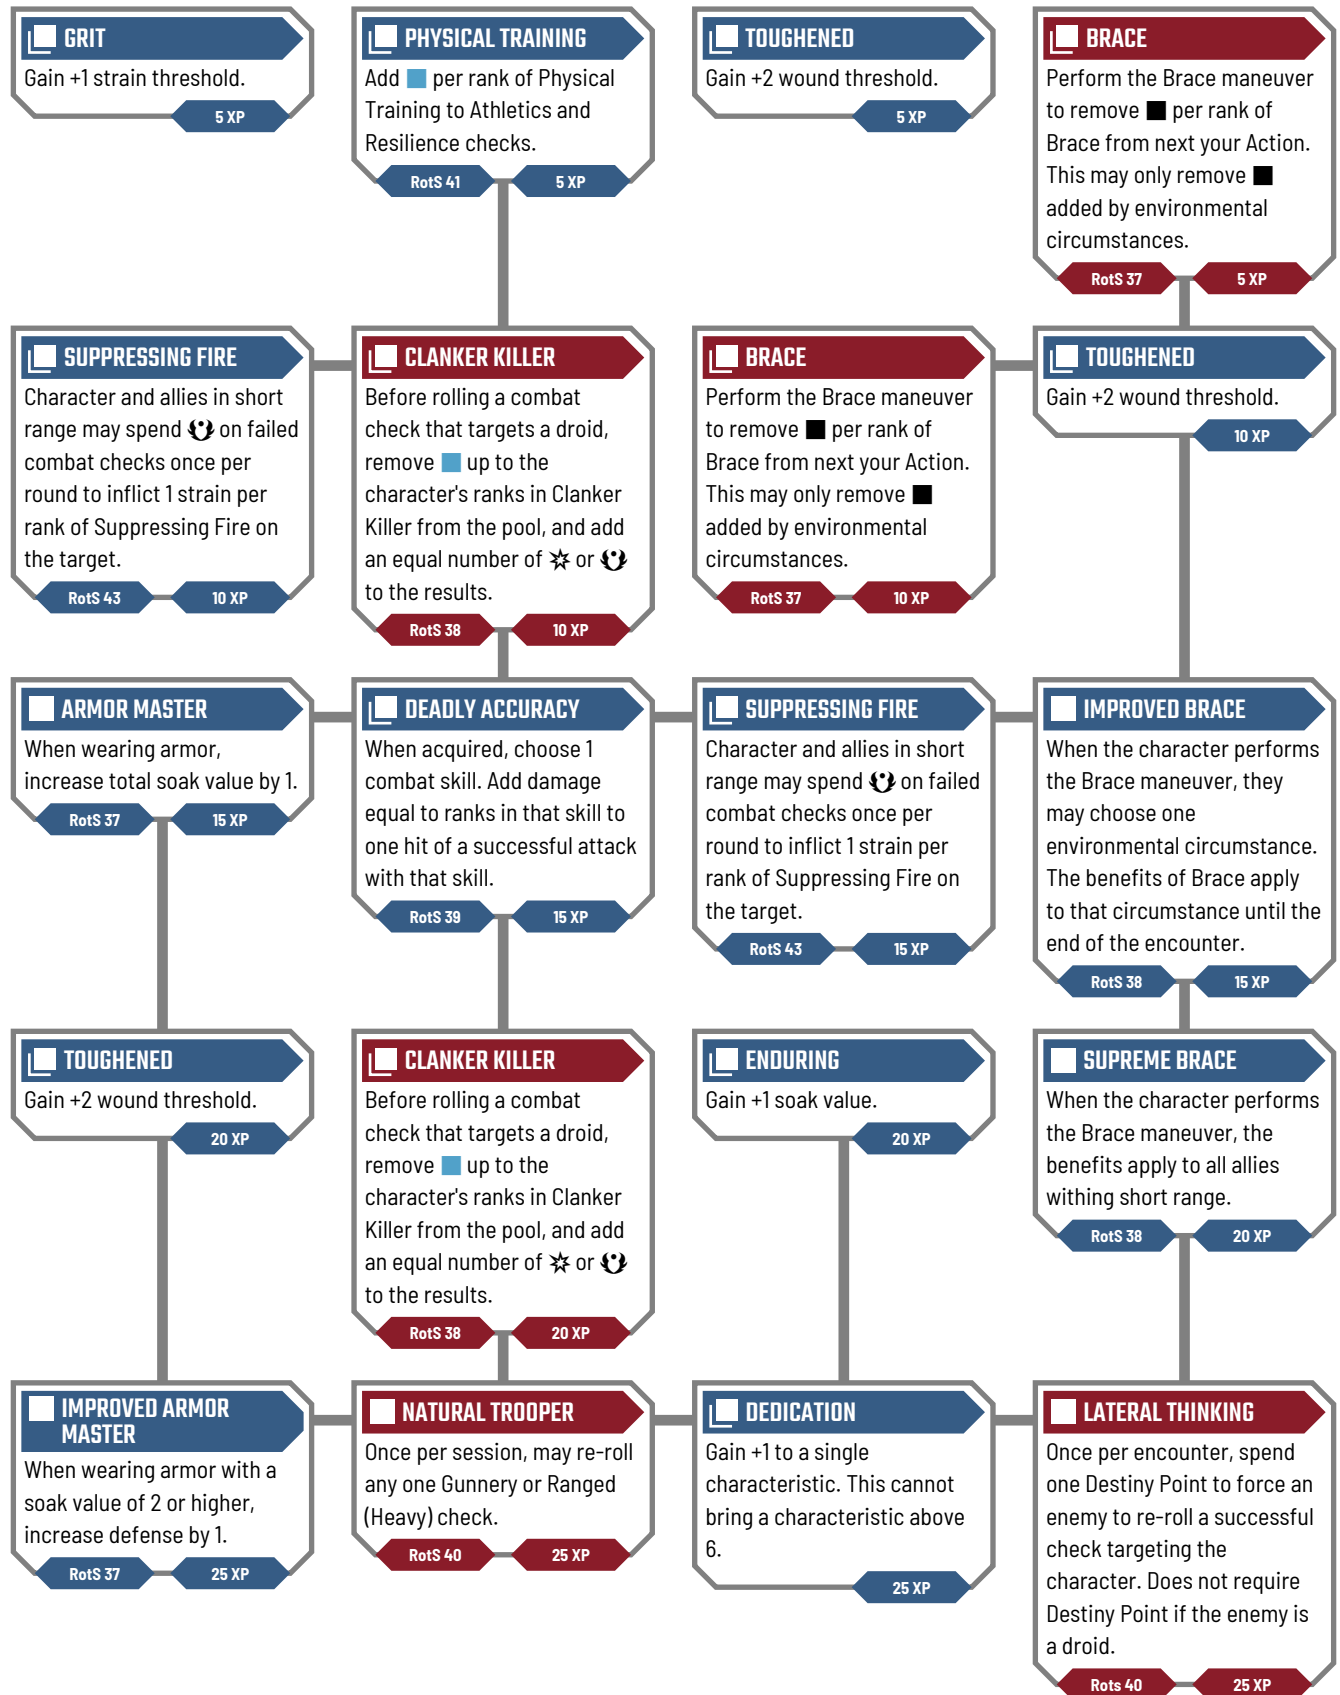 GRIT
Gain +1 strain threshold.
5 XP
PHYSICAL TRAINING
Add per rank of Physical
Training to Athletics and
Resilience checks.
RotS 41
5 XP
TOUGHENED
Gain +2 wound threshold.
5 XP
BRACE
Perform the Brace maneuver
to remove per rank of
Brace from next your Action.
This may only remove
added by environmental
circumstances.
RotS 37
5 XP
SUPPRESSING FIRE
Character and allies in short
range may spend on failed
combat checks once per
round to inflict 1 strain per
rank of Suppressing Fire on
the target.
RotS 43
10 XP
CLANKER KILLER
Before rolling a combat
check that targets a droid,
remove up to the
character's ranks in Clanker
Killer from the pool, and add
an equal number of or
to the results.
RotS 38
10 XP
BRACE
Perform the Brace maneuver
to remove per rank of
Brace from next your Action.
This may only remove
added by environmental
circumstances.
RotS 37
10 XP
TOUGHENED
Gain +2 wound threshold.
10 XP
ARMOR MASTER
When wearing armor,
increase total soak value by 1.
RotS 37
15 XP
DEADLY ACCURACY
When acquired, choose 1
combat skill. Add damage
equal to ranks in that skill to
one hit of a successful attack
with that skill.
RotS 39
15 XP
SUPPRESSING FIRE
Character and allies in short
range may spend on failed
combat checks once per
round to inflict 1 strain per
rank of Suppressing Fire on
the target.
RotS 43
15 XP
IMPROVED BRACE
When the character performs
the Brace maneuver, they
may choose one
environmental circumstance.
The benefits of Brace apply
to that circumstance until the
end of the encounter.
RotS 38
15 XP
TOUGHENED
Gain +2 wound threshold.
20 XP
CLANKER KILLER
Before rolling a combat
check that targets a droid,
remove up to the
character's ranks in Clanker
Killer from the pool, and add
an equal number of or
to the results.
RotS 38
20 XP
ENDURING
Gain +1 soak value.
20 XP
SUPREME BRACE
When the character performs
the Brace maneuver, the
benefits apply to all allies
withing short range.
RotS 38
20 XP
IMPROVED ARMOR
MASTER
When wearing armor with a
soak value of 2 or higher,
increase defense by 1.
RotS 37
25 XP
NATURAL TROOPER
Once per session, may re-roll
any one Gunnery or Ranged
(Heavy) check.
RotS 40
25 XP
DEDICATION
Gain +1 to a single
characteristic. This cannot
bring a characteristic above
6.
25 XP
LATERAL THINKING
Once per encounter, spend
one Destiny Point to force an
enemy to re-roll a successful
check targeting the
character. Does not require
Destiny Point if the enemy is
a droid.
Rots 40
25 XP